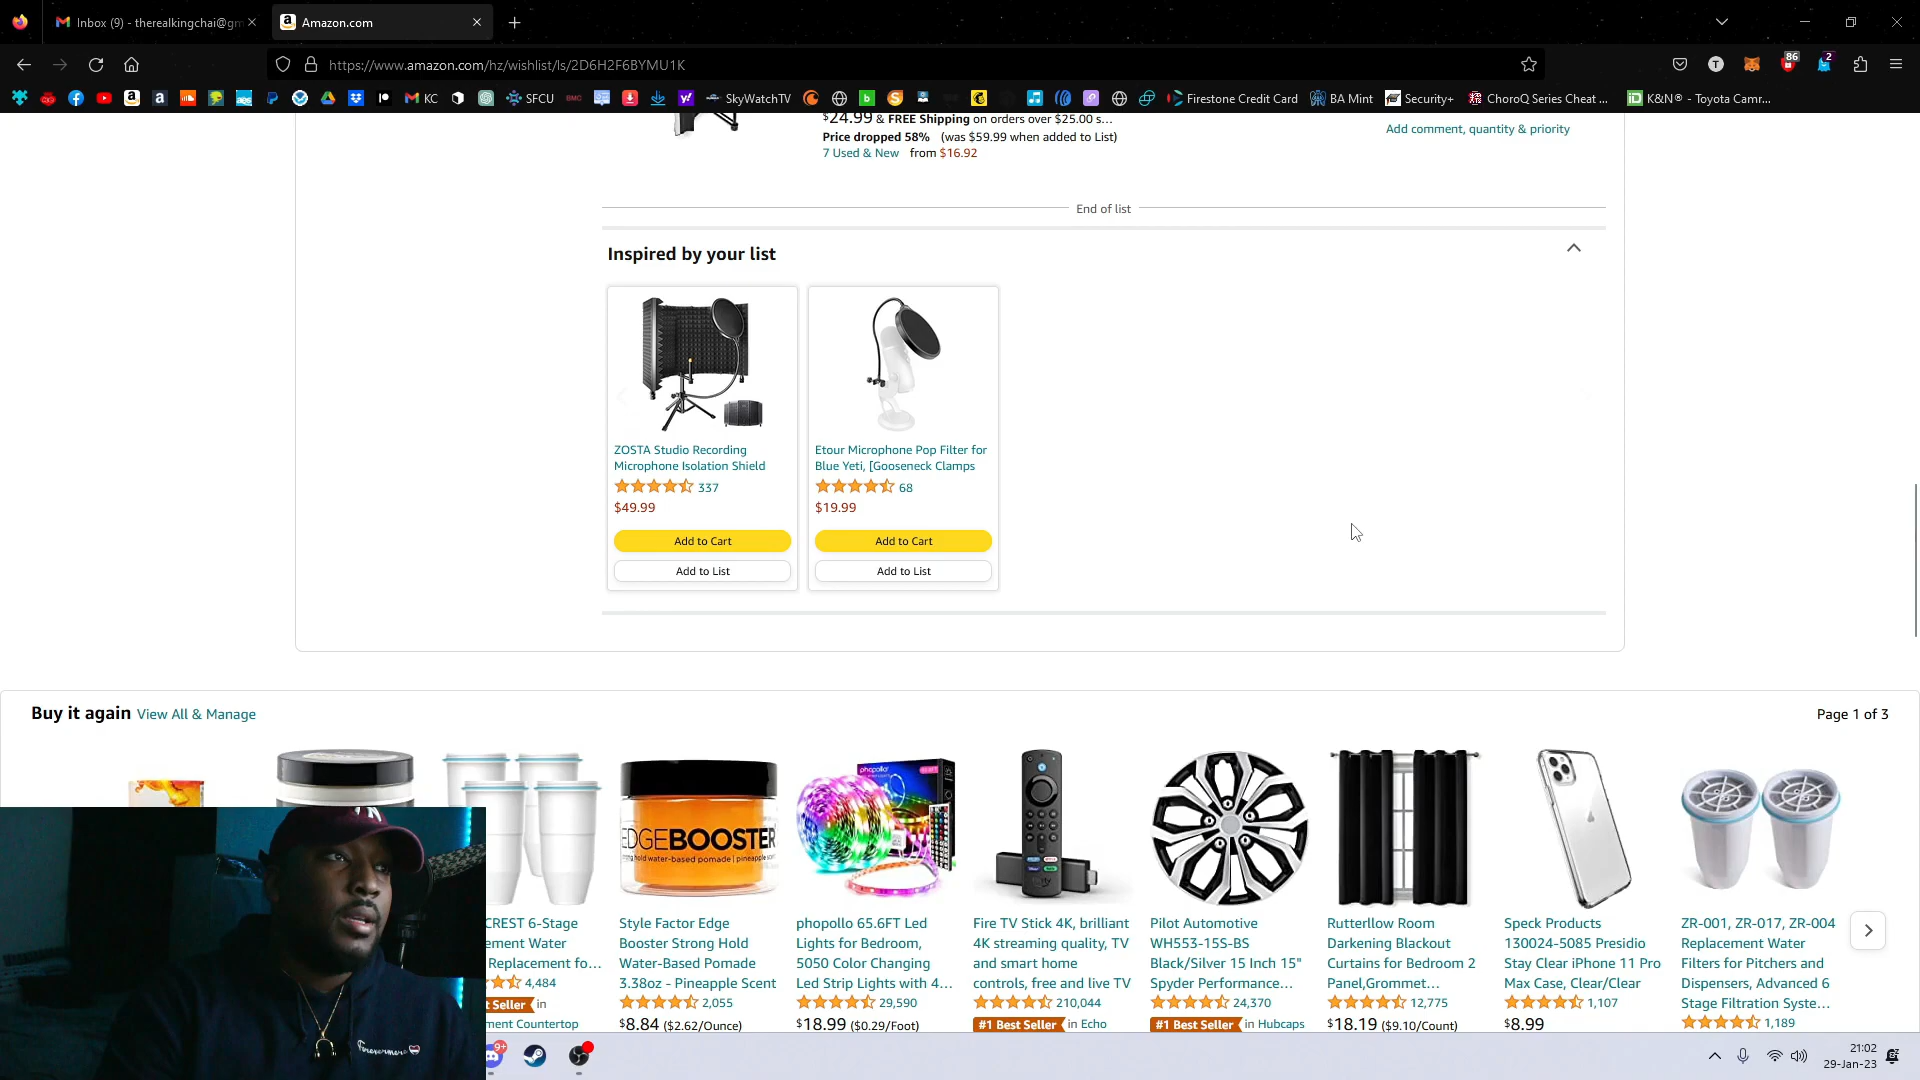 Inbox (9) - therealkingchai@gm
Amazon.com
https://www.amazon.com/hz/wishlist/ls/2D6H2F6BYMU1K
86
2
KC
SFCU
SkyWatchTV
Firestone Credit Card
BA Mint
Security+
ChoroQ Series Cheat ...
K&N® - Toyota Camr...
$24.99 & FREE Shipping on orders over $25.00 s...
Price dropped 58% (was $59.99 when added to List)
7 Used & New from $16.92
Add comment, quantity & priority
End of list
Inspired by your list
ZOSTA Studio Recording
Microphone Isolation Shield
337
$49.99
Add to Cart
Add to List
Etour Microphone Pop Filter for
Blue Yeti, [Gooseneck Clamps
68
$19.99
Add to Cart
Add to List
Buy it again View All & Manage
Page 1 of 3
CREST 6-Stage
ement Water
Replacement fo...
4,484
t Seller in
ment Countertop
EDGEBOOSTER
Style Factor Edge
Booster Strong Hold
Water-Based Pomade
3.38oz - Pineapple Scent
2,055
$8.84 ($2.62/Ounce)
phopollo
phopollo 65.6FT Led
Lights for Bedroom,
5050 Color Changing
Led Strip Lights with 4...
29,590
$18.99 ($0.29/Foot)
Fire TV Stick 4K, brilliant
4K streaming quality, TV
and smart home
controls, free and live TV
210,044
#1 Best Seller in Echo
Pilot Automotive
WH553-15S-BS
Black/Silver 15 Inch 15"
Spyder Performance...
24,370
#1 Best Seller in Hubcaps
Rutterllow Room
Darkening Blackout
Curtains for Bedroom 2
Panel,Grommet...
12,775
$18.19 ($9.10/Count)
Speck Products
130024-5085 Presidio
Stay Clear iPhone 11 Pro
Max Case, Clear/Clear
1,107
$8.99
ZR-001, ZR-017, ZR-004
Replacement Water
Filters for Pitchers and
Dispensers, Advanced 6
Stage Filtration Syste...
1,189
Forevermore
9+
21:02
29-Jan-23